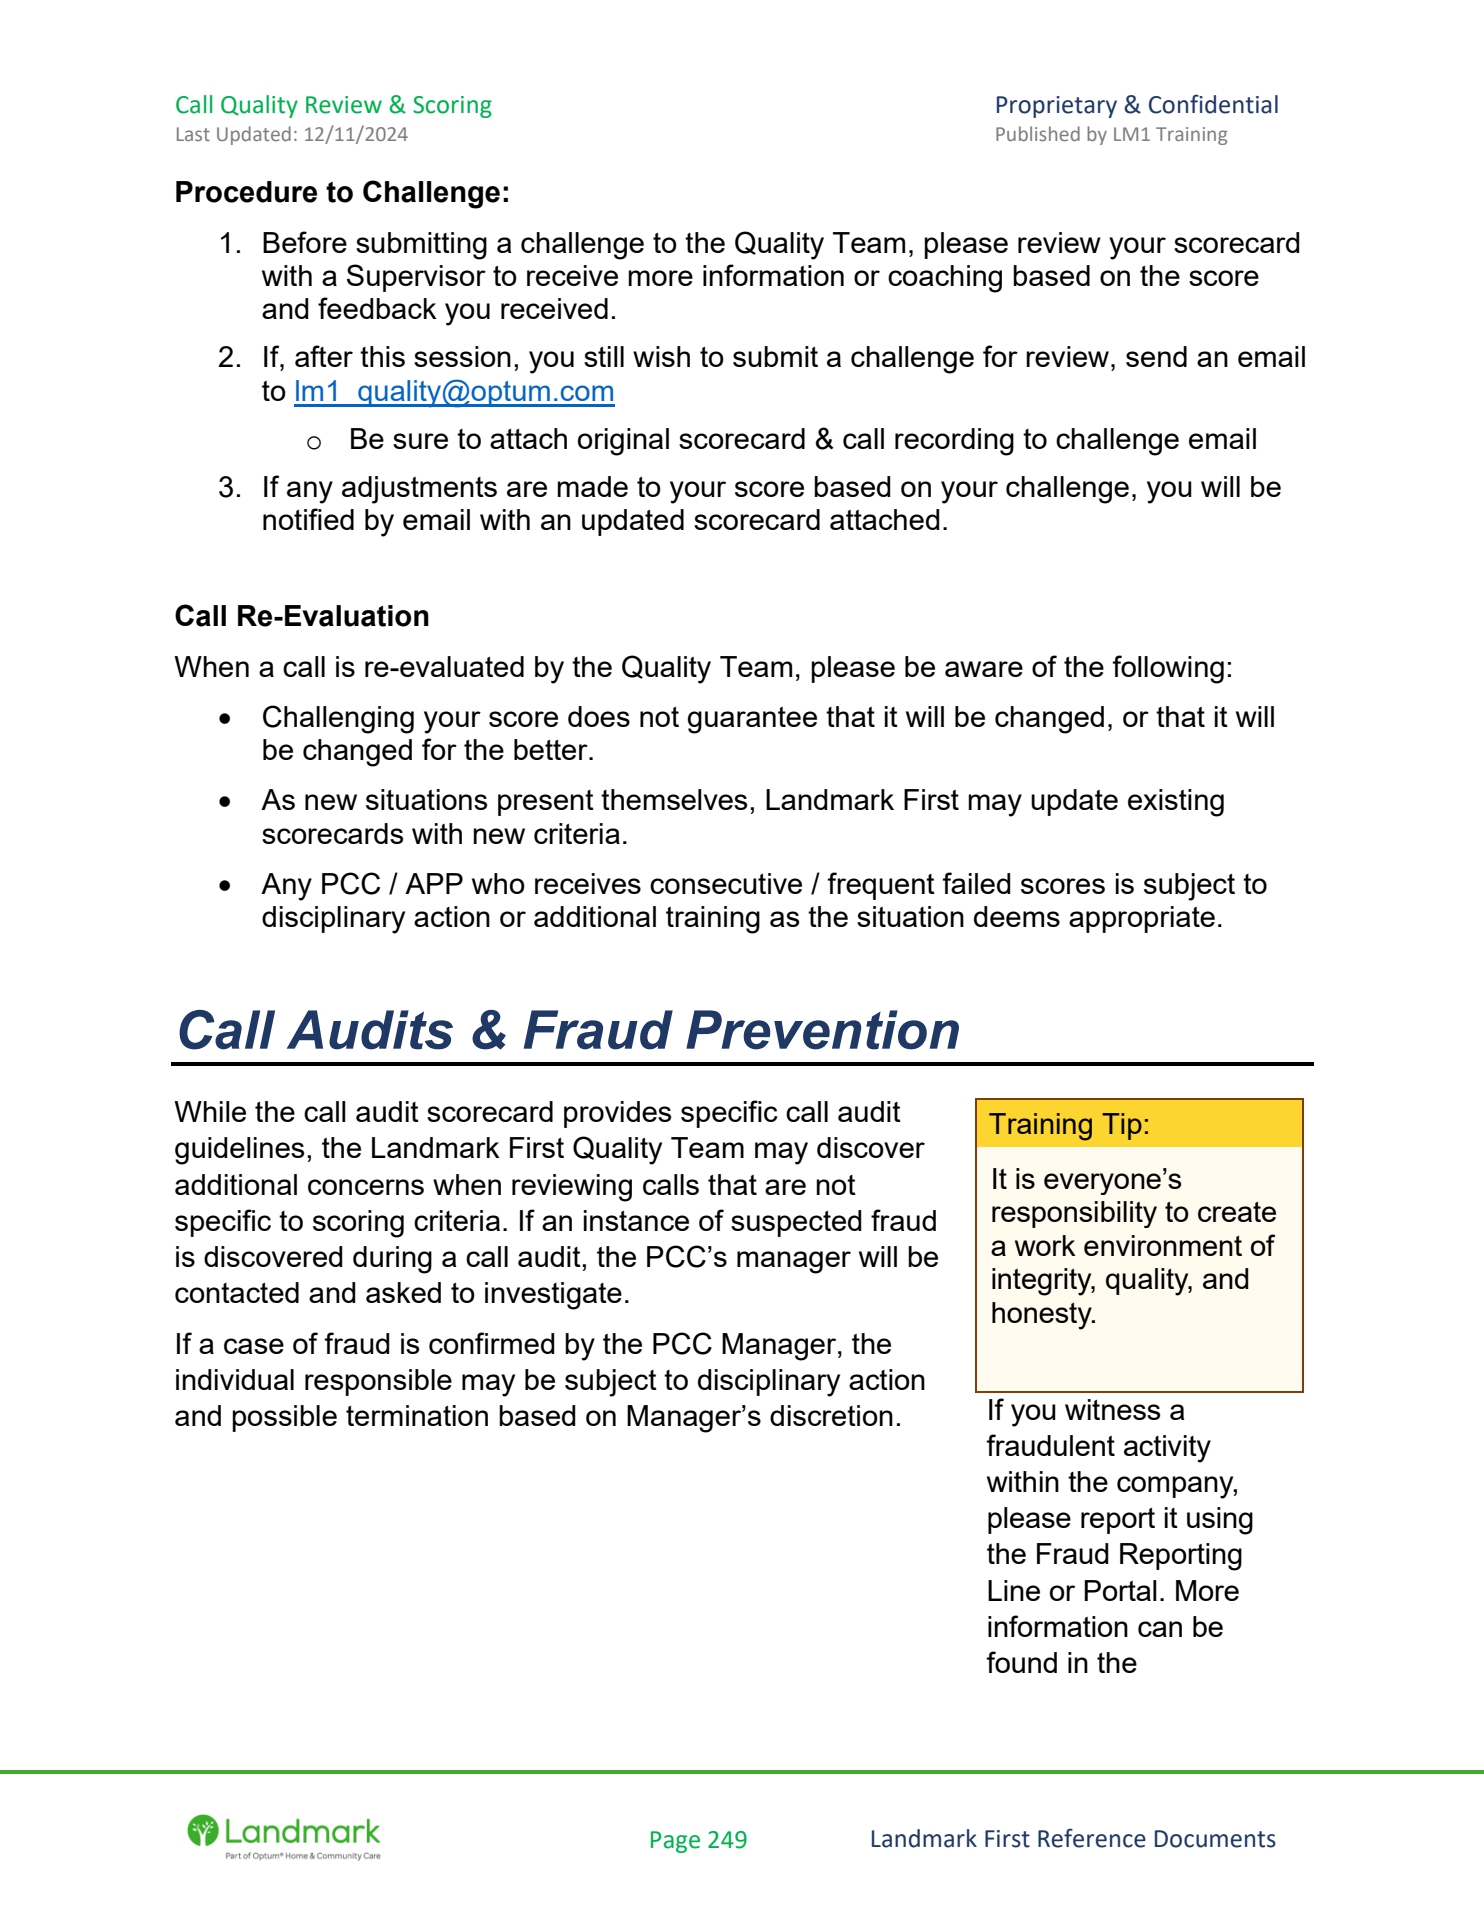 Call Quality Review & Scoring
Proprietary & Confidential
Last Updated: 12/11/2024
Published by LM1 Training
Procedure to Challenge:
1. Before submitting a challenge to the Quality Team, please review your scorecard
with a Supervisor to receive more information or coaching based on the score
and feedback you received.
2. If, after this session, you still wish to submit a challenge for review, send an email
to lm1_quality@optum.com
o Be sure to attach original scorecard & call recording to challenge email
3. If any adjustments are made to your score based on your challenge, you will be
notified by email with an updated scorecard attached.
Call Re-Evaluation
When a call is re-evaluated by the Quality Team, please be aware of the following:
• Challenging your score does not guarantee that it will be changed, or that it will
be changed for the better.
• As new situations present themselves, Landmark First may update existing
scorecards with new criteria.
• Any PCC / APP who receives consecutive / frequent failed scores is subject to
disciplinary action or additional training as the situation deems appropriate.
Call Audits & Fraud Prevention
While the call audit scorecard provides specific call audit
guidelines, the Landmark First Quality Team may discover
additional concerns when reviewing calls that are not
specific to scoring criteria. If an instance of suspected fraud
is discovered during a call audit, the PCC’s manager will be
contacted and asked to investigate.
If a case of fraud is confirmed by the PCC Manager, the
individual responsible may be subject to disciplinary action
and possible termination based on Manager’s discretion.
Training Tip:
It is everyone’s
responsibility to create
a work environment of
integrity, quality, and
honesty.
If you witness a
fraudulent activity
within the company,
please report it using
the Fraud Reporting
Line or Portal. More
information can be
found in the
Landmark
Part of Optum® Home & Community Care
Page 249
Landmark First Reference Documents